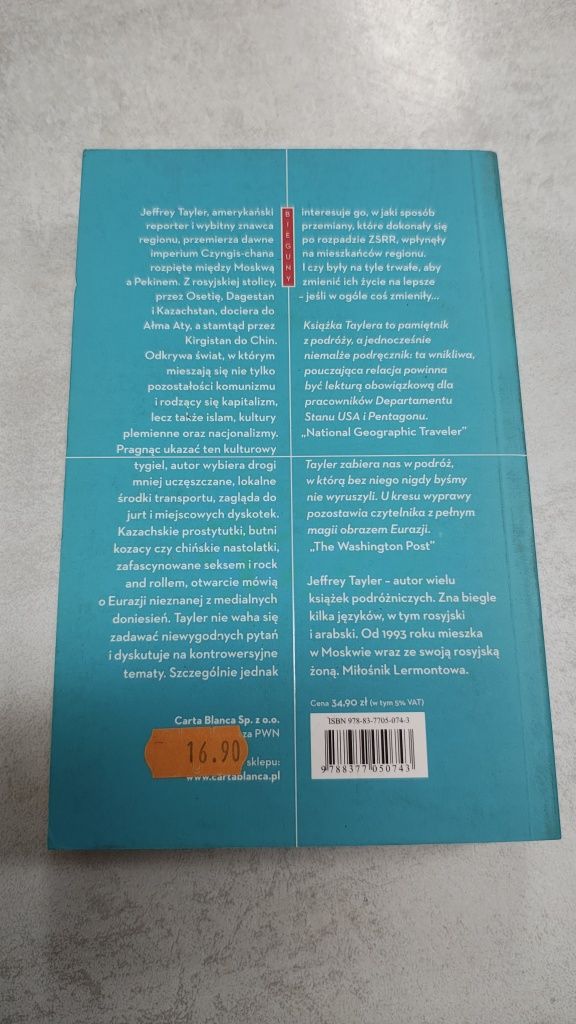 Jeffrey Tayler, amerykański
reporter i wybitny znawca
regionu, przemierza dawne
imperium Czyngis-chana
rozpięte między Moskwą
a Pekinem. Z rosyjskiej stolicy,
przez Osetię, Dagestan
i Kazachstan, dociera do
Ałma Aty, a stamtąd przez
Kirgistan do Chin.
Odkrywa świat, w którym
mieszają się nie tylko
pozostałości komunizmu
i rodzący się kapitalizm,
lecz także islam, kultury
plemienne oraz nacjonalizmy.
Pragnąc ukazać ten kulturowy
tygiel, autor wybiera drogi
mniej uczęszczane, lokalne
środki transportu, zagląda do
jurt i miejscowych dyskotek.
Kazachskie prostytutki, butni
kozacy czy chińskie nastolatki,
zafascynowane seksem i rock
and rollem, otwarcie mówią
o Eurazji nieznanej z medialnych
doniesień. Tayler nie waha się
zadawać niewygodnych pytań
i dyskutuje na kontrowersyjne
tematy. Szczególnie jednak
BIEGUNY
interesuje go, w jaki sposób
przemiany, które dokonały się
po rozpadzie ZSRR, wpłynęły
na mieszkańców regionu.
I czy były na tyle trwałe, aby
zmienić ich życie na lepsze
– jeśli w ogóle coś zmieniły...
Książka Taylera to pamiętnik
z podróży, a jednocześnie
niemalże podręcznik: ta wnikliwa,
pouczająca relacja powinna
być lekturą obowiązkową dla
pracowników Departamentu
Stanu USA i Pentagonu.
„National Geographic Traveler”
Tayler zabiera nas w podróż,
w którą bez niego nigdy byśmy
nie wyruszyli. U kresu wyprawy
pozostawia czytelnika z pełnym
magii obrazem Eurazji.
„The Washington Post”
Jeffrey Tayler – autor wielu
książek podróżniczych. Zna biegle
kilka języków, w tym rosyjski
i arabski. Od 1993 roku mieszka
w Moskwie wraz ze swoją rosyjską
żoną. Miłośnik Lermontowa.
Cena 34,90 zł (w tym 5% VAT)
ISBN 978-83-7705-074-3
9 788377 050743
Carta Blanca Sp. z o.o.
PWN
16.90
sklepu:
www.cartablanca.pl